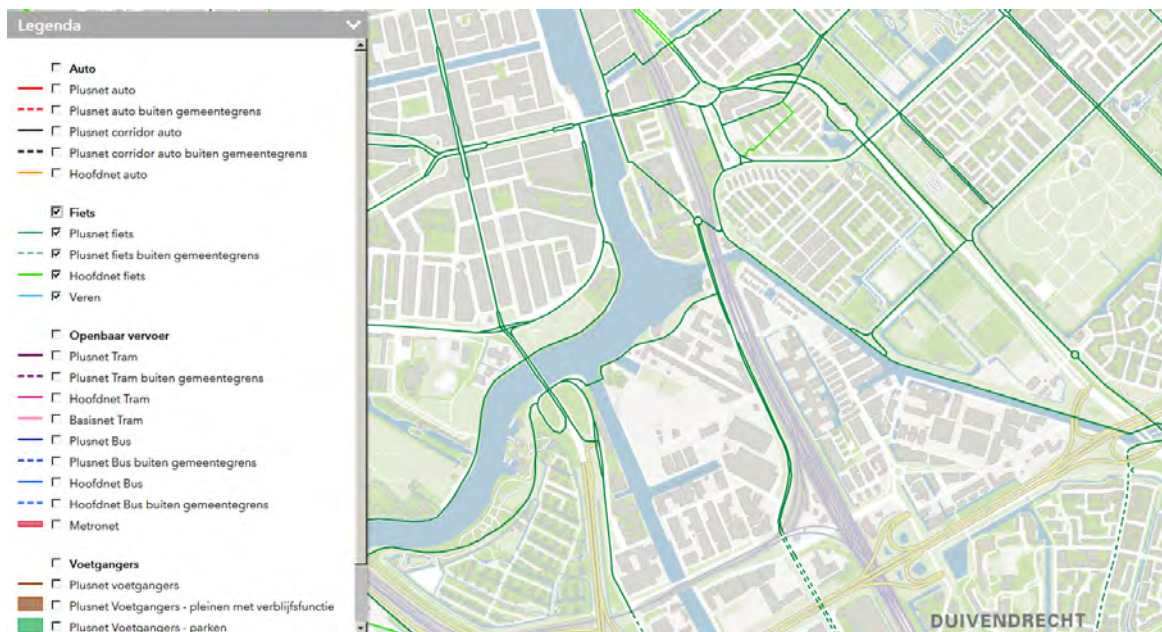 Legenda
Auto
Plusnet auto
Plusnet auto buiten gemeentegrens
Plusnet corridor auto
Plusnet corridor auto buiten gemeentegrens
Hoofdnet auto
Fiets
Plusnet fiets
Plusnet fiets buiten gemeentegrens
Hoofdnet fiets
Veren
Openbaar vervoer
Plusnet Tram
Plusnet Tram buiten gemeentegrens
Hoofdnet Tram
Basisnet Tram
Plusnet Bus
Plusnet Bus buiten gemeentegrens
Hoofdnet Bus
Hoofdnet Bus buiten gemeentegrens
Metronet
Voetgangers
Plusnet voetgangers
Plusnet Voetgangers - pleinen met verblijfsfunctie
Plusnet Voetgangers - parken
DUIVENDRECHT